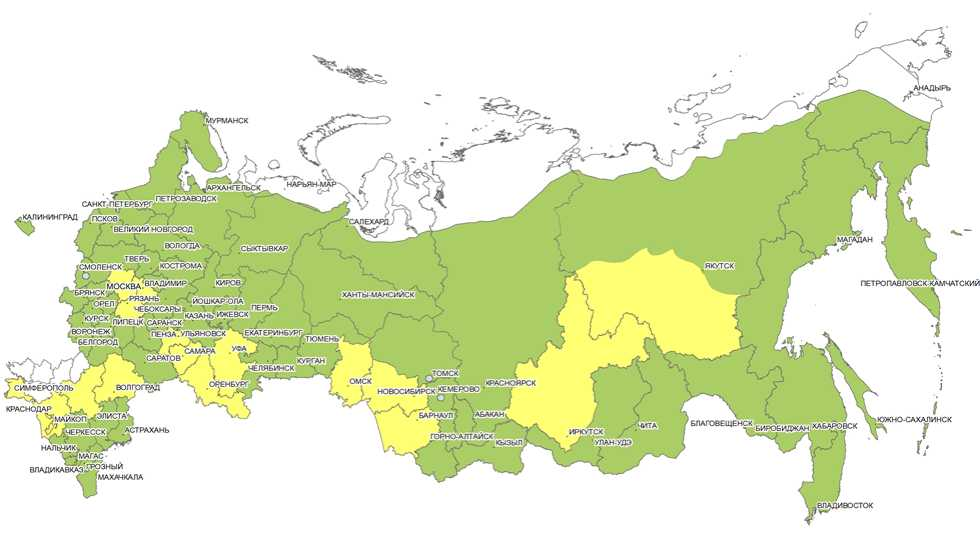 АНАДЫРЬ
МУРМАНСК
НАРЬЯН-МАР
АРХАНГЕЛЬСК
ПЕТРОЗАВОДСК
САНКТ-ПЕТЕРБУРГ
КАЛИНИНГРАД
ПСКОВ
САЛЕХАРД
ВЕЛИКИЙ НОВГОРОД
МАГАДАН
ВОЛОГДА
СЫКТЫВКАР
ТВЕРЬ
КОСТРОМА
СМОЛЕНСК
ЯКУТСК
МОСКВА
ВЛАДИМИР
КИРОВ
ПЕТРОПАВЛОВСК-КАМЧАТСКИЙ
БРЯНСК
РЯЗАНЬ
ХАНТЫ-МАНСИЙСК
ОРЕЛ
ЙОШКАР-ОЛА
ЧЕБОКСАРЫ
ПЕРМЬ
КУРСК
ЛИПЕЦК
САРАНСК
КАЗАНЬ
ИЖЕВСК
ВОРОНЕЖ
ПЕНЗА
УЛЬЯНОВСК
ЕКАТЕРИНБУРГ
БЕЛГОРОД
ТЮМЕНЬ
САРАТОВ
САМАРА
УФА
КУРГАН
ЧЕЛЯБИНСК
ТОМСК
СИМФЕРОПОЛЬ
ВОЛГОГРАД
ОРЕНБУРГ
ОМСК
НОВОСИБИРСК
КЕМЕРОВО
КРАСНОЯРСК
КРАСНОДАР
МАЙКОП
ЭЛИСТА
БАРНАУЛ
АБАКАН
ЧЕРКЕССК
АСТРАХАНЬ
ГОРНО-АЛТАЙСК
КЫЗЫЛ
ИРКУТСК
УЛАН-УДЭ
ЧИТА
БЛАГОВЕЩЕНСК
БИРОБИДЖАН
ХАБАРОВСК
ЮЖНО-САХАЛИНСК
НАЛЬЧИК
МАГАС
ВЛАДИКАВКАЗ
ГРОЗНЫЙ
МАХАЧКАЛА
ВЛАДИВОСТОК